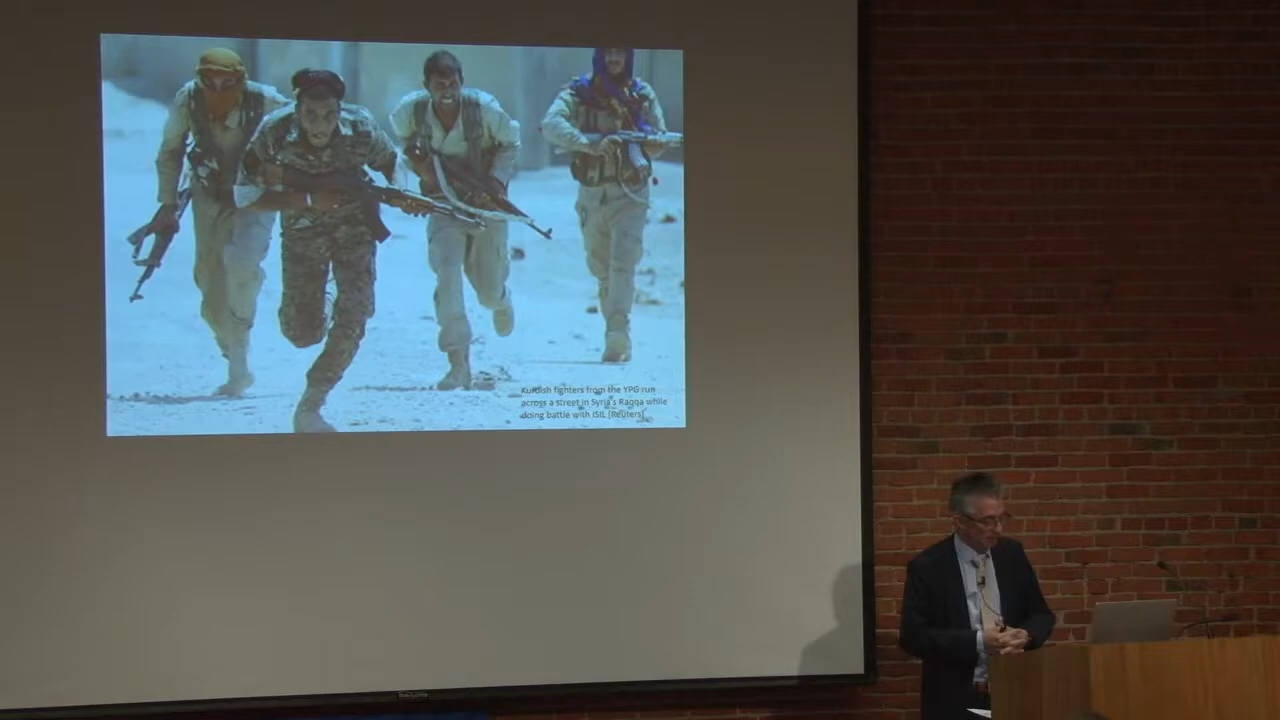 Kurdish fighters from the YPG run
across a street in Syria's Raqqa while
doing battle with ISIL [Reuters]